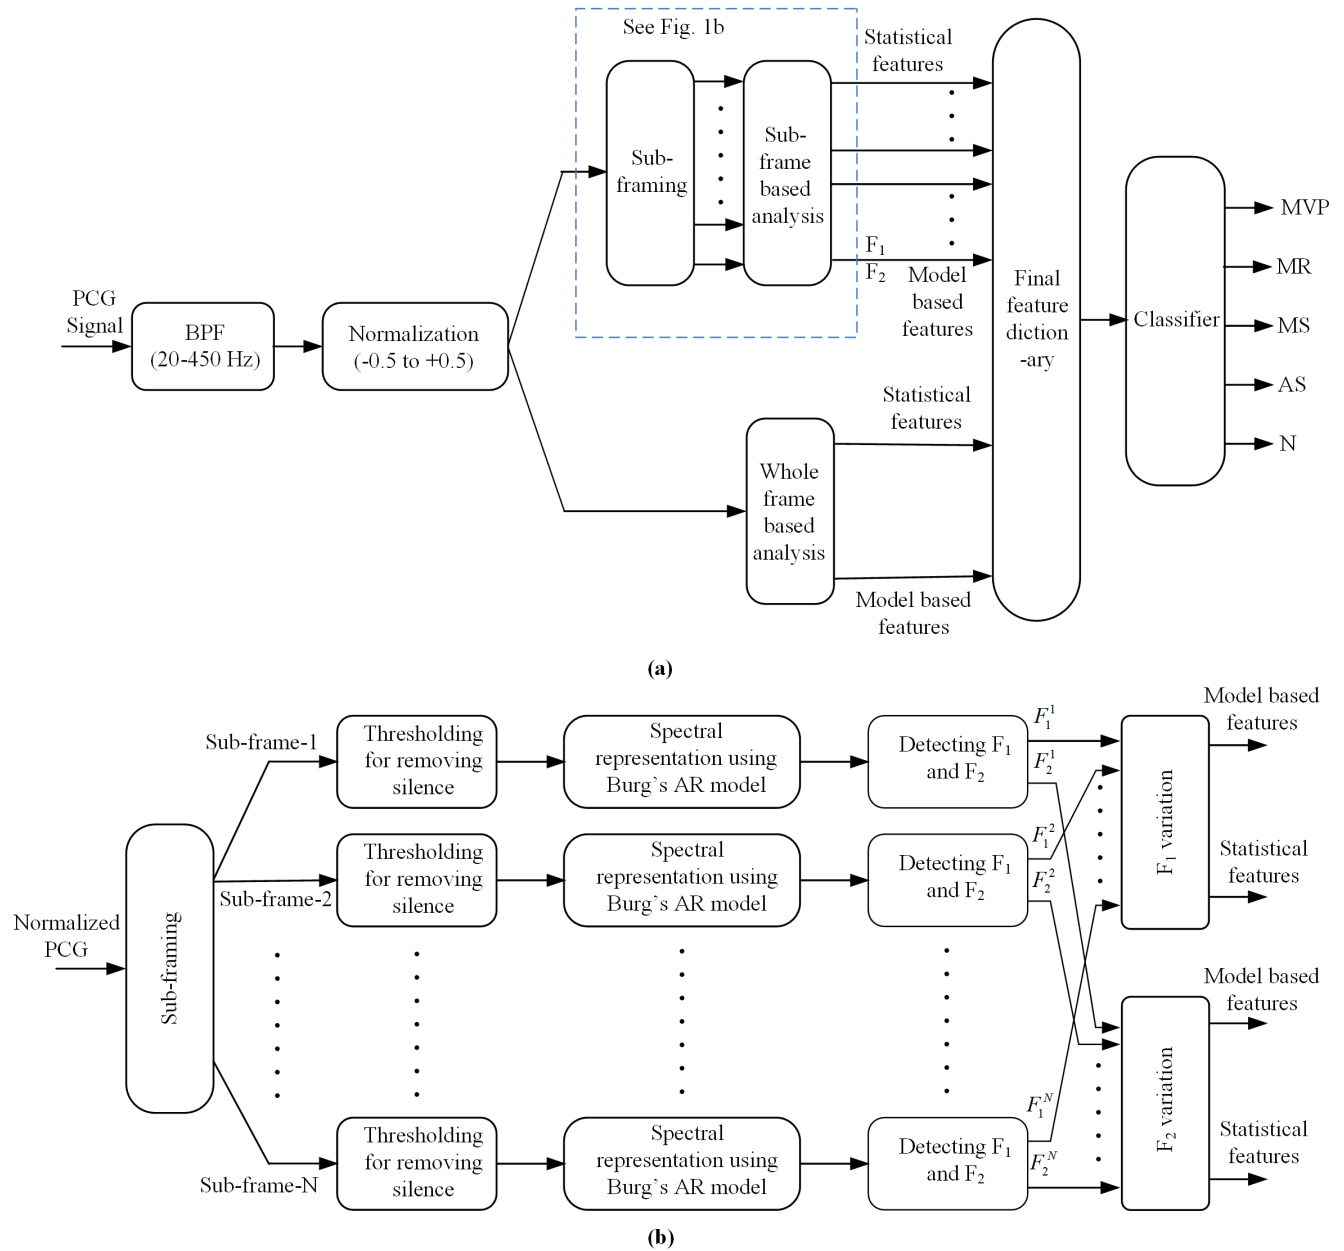 See Fig. 1b
Statistical
features
Sub-
framing
Sub-
frame
based
analysis
F₁
F₂
Model
based
features
PCG
Signal
BPF
(20-450 Hz)
Normalization
(-0.5 to +0.5)
Statistical
features
Whole
frame
based
analysis
Model based
features
Final
feature
diction
-ary
Classifier
MVP
MR
MS
AS
N
(a)
Normalized
PCG
Sub-framing
Sub-frame-1
Thresholding
for removing
silence
Spectral
representation using
Burg's AR model
Detecting F₁
and F₂
F₁¹
F₂¹
Sub-frame-2
Thresholding
for removing
silence
Spectral
representation using
Burg's AR model
Detecting F₁
and F₂
F₁²
F₂²
Sub-frame-N
Thresholding
for removing
silence
Spectral
representation using
Burg's AR model
Detecting F₁
and F₂
F₁ᴺ
F₂ᴺ
F₁ variation
Model based
features
Statistical
features
F₂ variation
Model based
features
Statistical
features
(b)